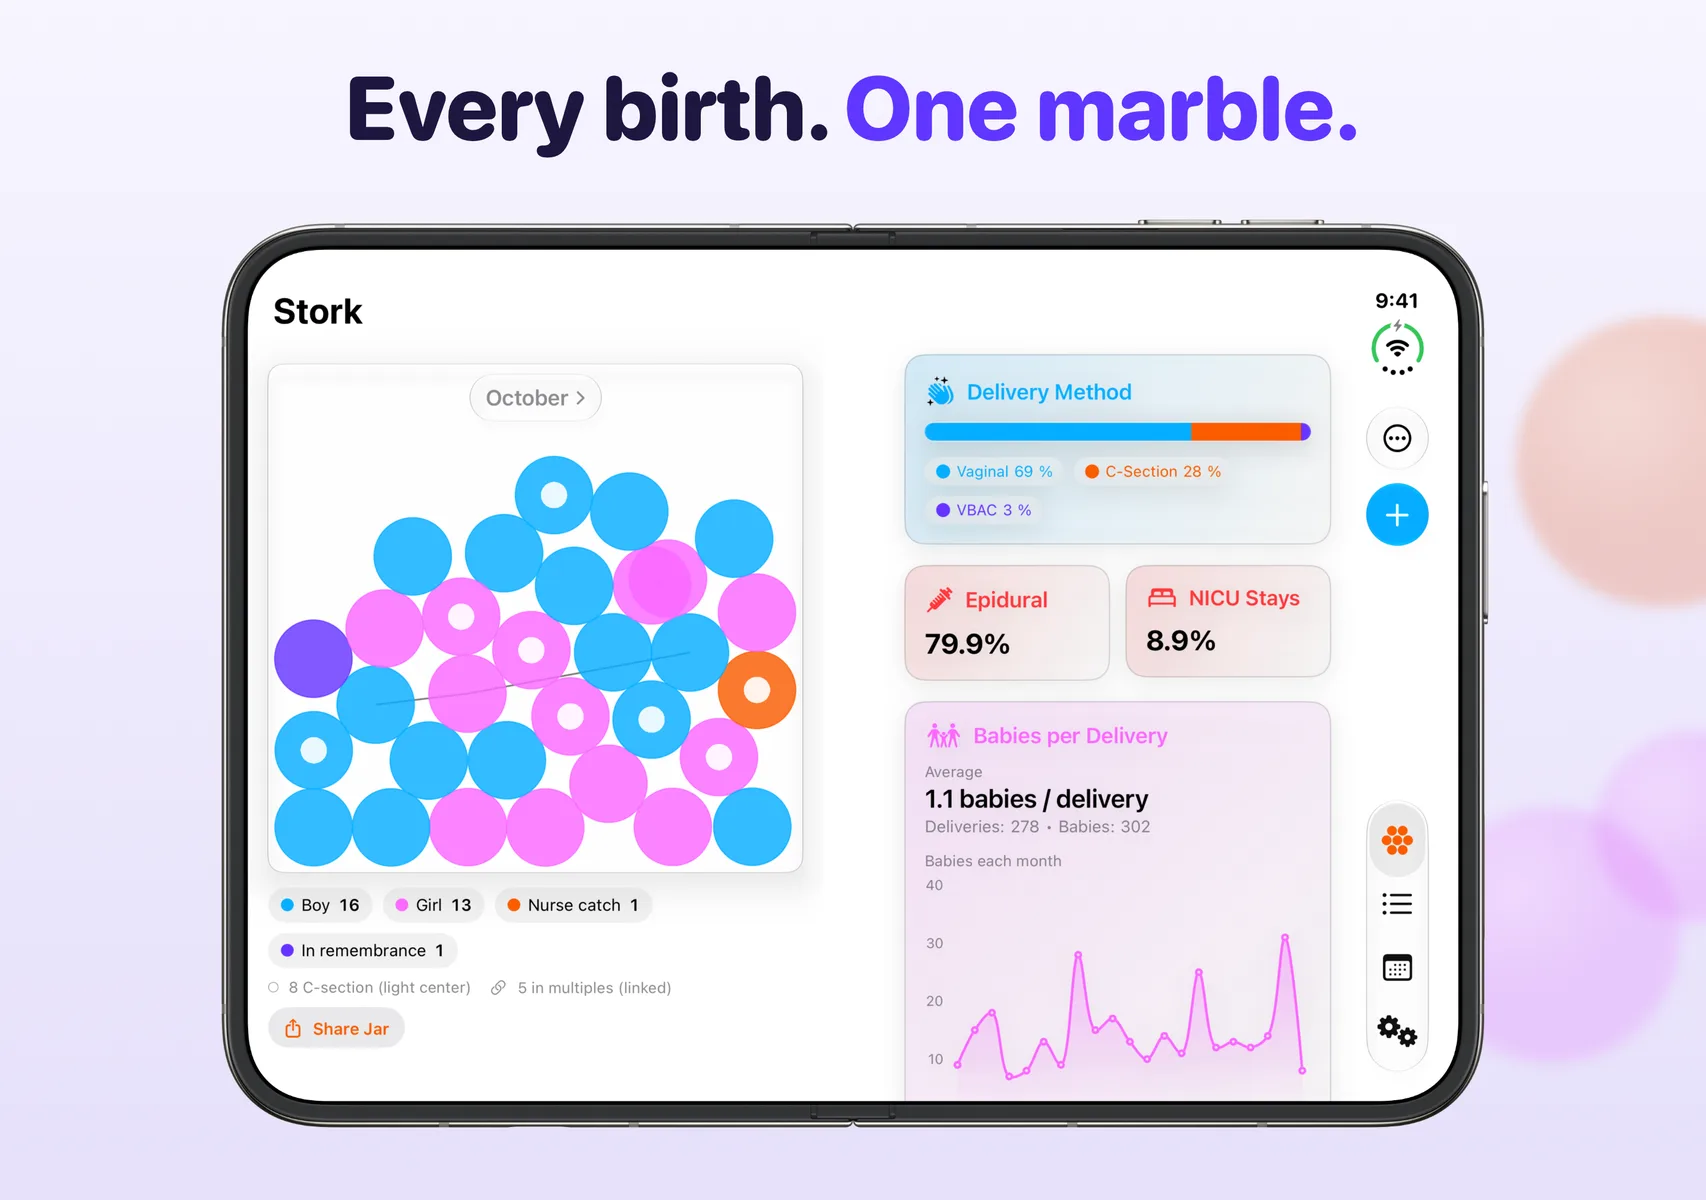 Every birth. One marble.
Stork
October >
Boy 16
Girl 13
Nurse catch 1
In remembrance 1
8 C-section (light center)
5 in multiples (linked)
Share Jar
Delivery Method
Vaginal 69 %
C-Section 28 %
VBAC 3 %
Epidural
79.9%
NICU Stays
8.9%
Babies per Delivery
Average
1.1 babies / delivery
Deliveries: 278 • Babies: 302
Babies each month
40
30
20
10
9:41